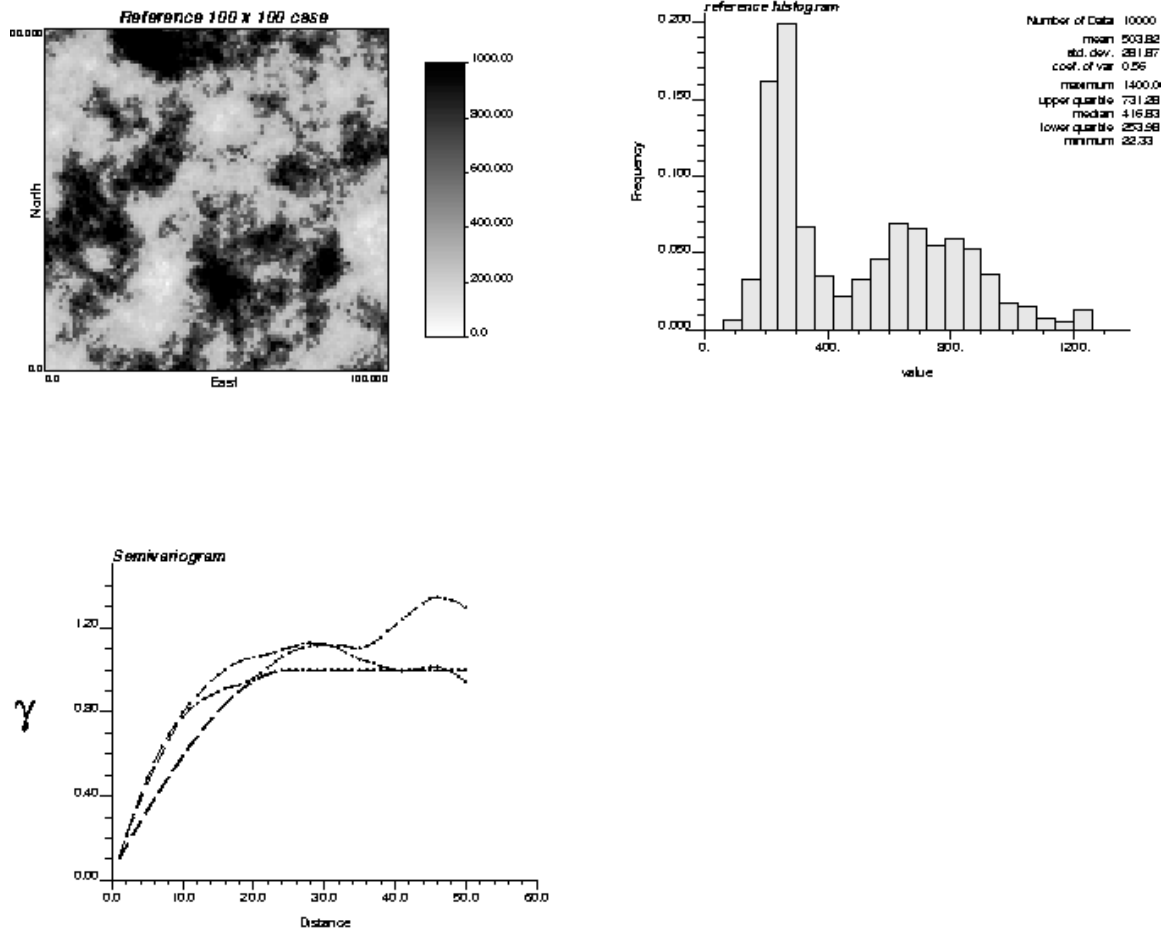 Reference 100 x 100 case
00.000
North
0.0
0.0
East
100.000
1000.00
800.000
600.000
400.000
200.000
0.0
reference histogram
Number of Data 10000
mean 503.82
std. dev. 281.87
coef. of var 0.56
maximum 1400.0
upper quartile 731.28
median 416.83
lower quartile 253.98
minimum 22.33
Frequency
0.200
0.150
0.100
0.050
0.000
0. 400. 800. 1200.
value
Semivariogram
γ
1.20
0.80
0.40
0.00
0.0 10.0 20.0 30.0 40.0 50.0 60.0
Distance